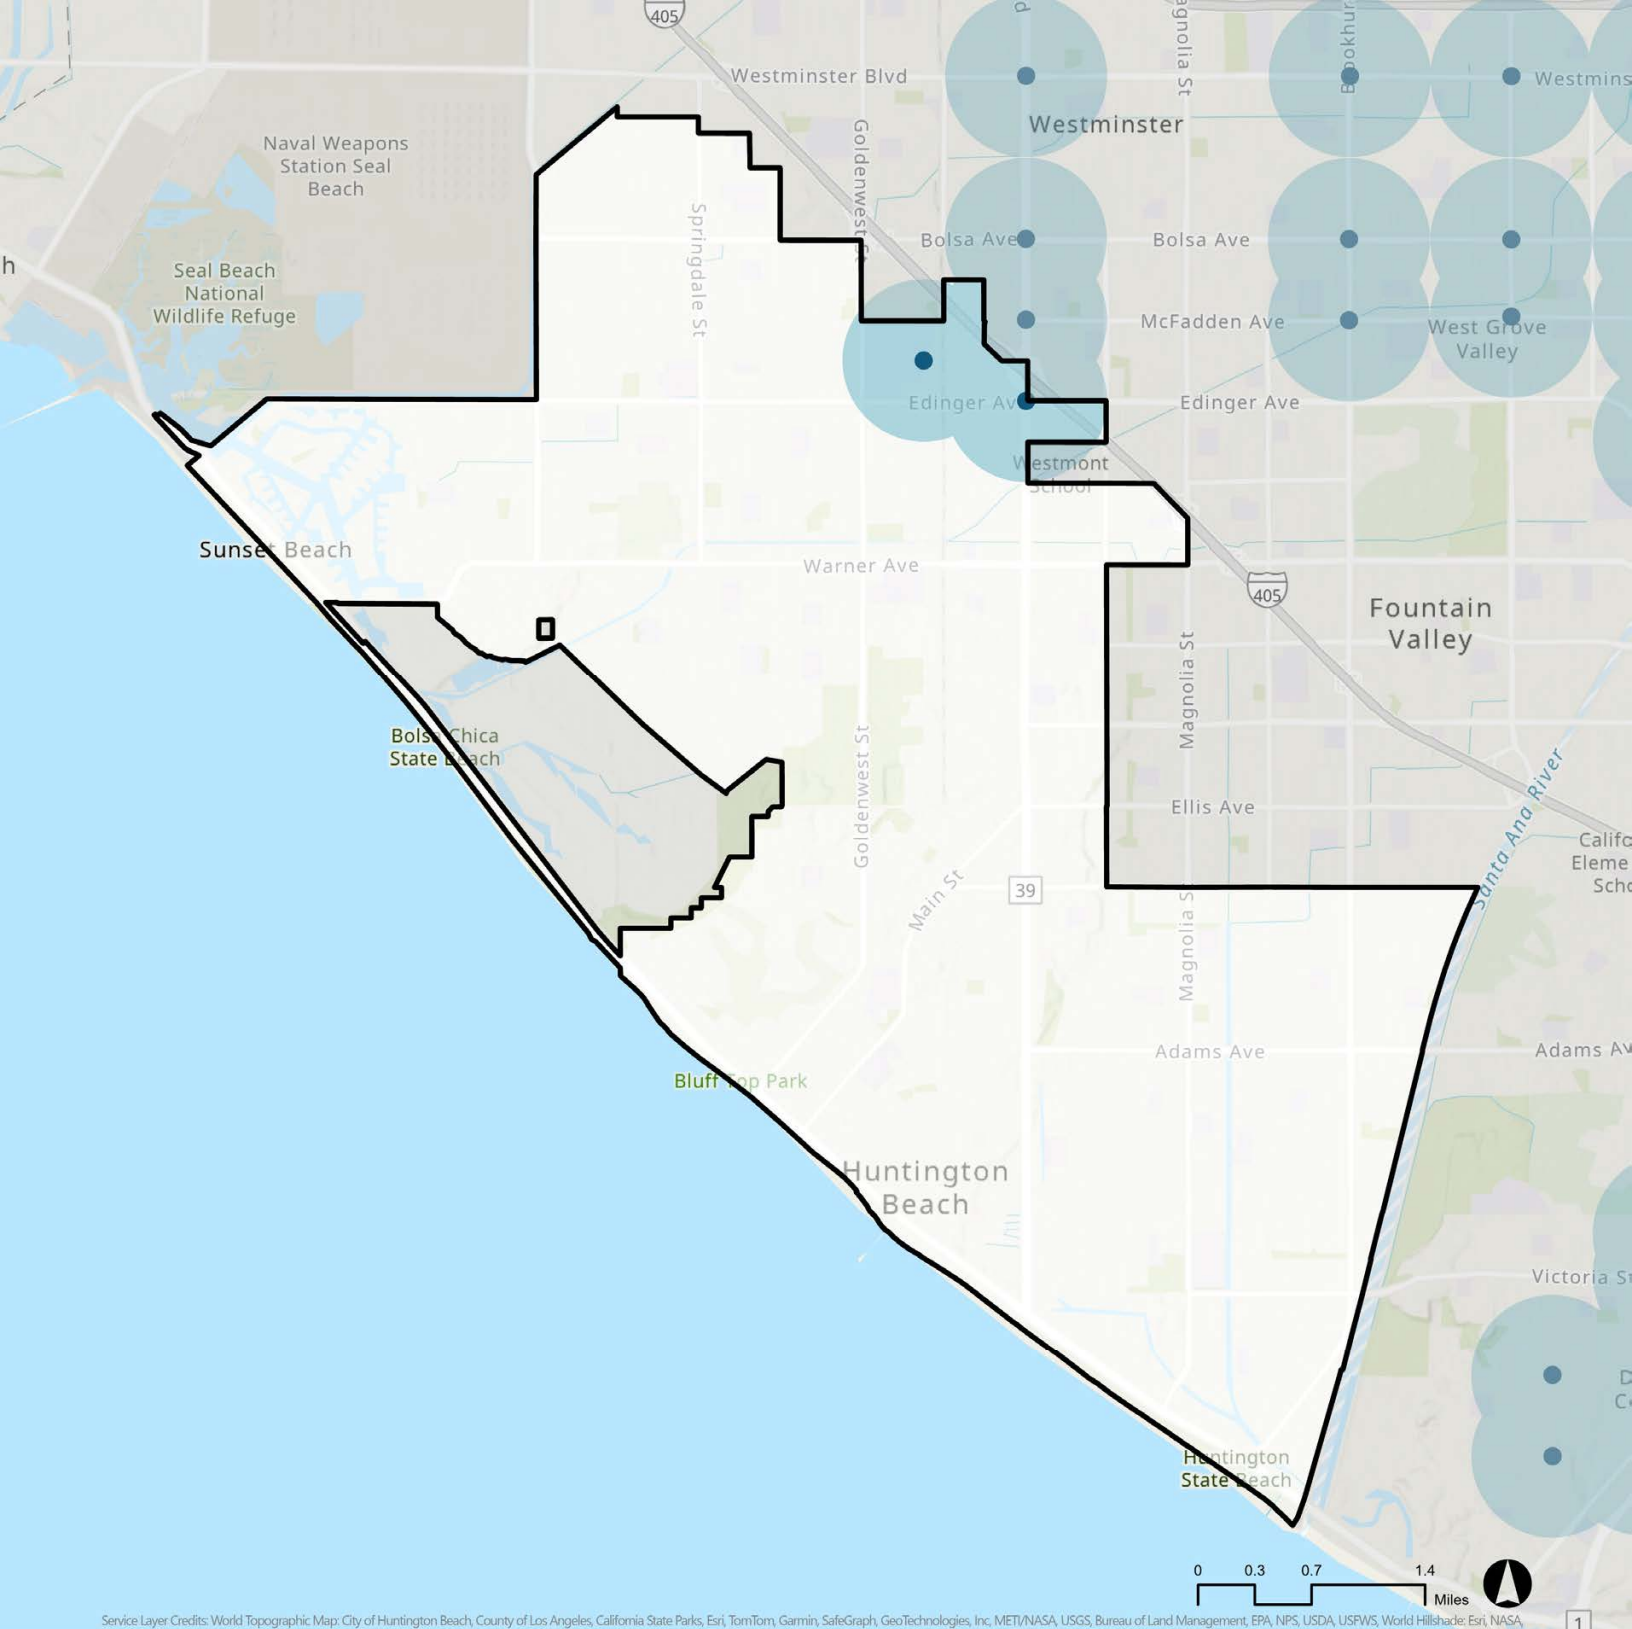 405
Westminster Blvd
Westmins
Westminster
Naval Weapons
Station Seal
Beach
Goldenwest St
Springdale St
Bolsa Ave
Bolsa Ave
h
Seal Beach
National
Wildlife Refuge
McFadden Ave
West Grove
Valley
Edinger Av
Edinger Ave
Westmont
School
Sunset Beach
Warner Ave
405
Fountain
Valley
Magnolia St
Bolsa Chica
State Beach
Goldenwest St
Ellis Ave
Santa Ana River
Califo
Eleme
Scho
39
Main St
Magnolia S
Adams Ave
Adams Av
Bluff Top Park
Huntington
Beach
Victoria St
Huntington
State Beach
0 0.3 0.7 1.4
Miles
Service Layer Credits: World Topographic Map: City of Huntington Beach, County of Los Angeles, California State Parks, Esri, TomTom, Garmin, SafeGraph, GeoTechnologies, Inc, METI/NASA, USGS, Bureau of Land Management, EPA, NPS, USDA, USFWS, World Hillshade: Esri, NASA,
1